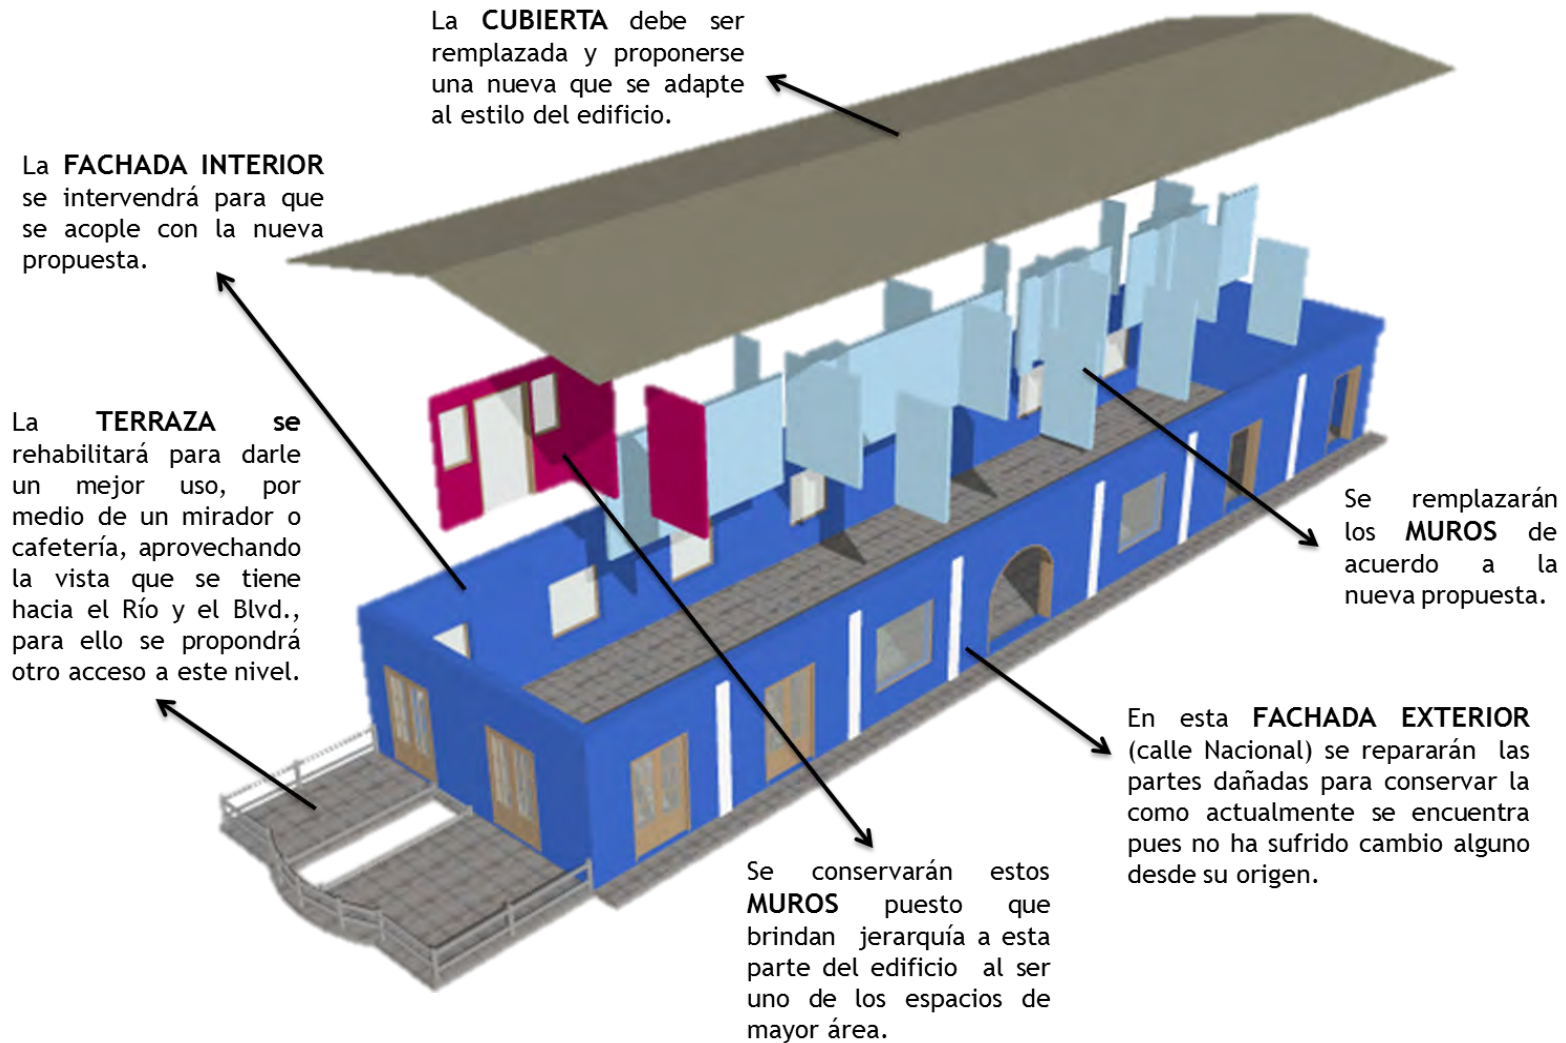 La CUBIERTA debe ser
remplazada y proponerse
una nueva que se adapte
al estilo del edificio.
La FACHADA INTERIOR
se intervendrá para que
se acople con la nueva
propuesta.
La TERRAZA se
rehabilitará para darle
un mejor uso, por
medio de un mirador o
cafetería, aprovechando
la vista que se tiene
hacia el Río y el Blvd.,
para ello se propondrá
otro acceso a este nivel.
Se remplazarán
los MUROS de
acuerdo a la
nueva propuesta.
En esta FACHADA EXTERIOR
(calle Nacional) se repararán las
partes dañadas para conservar la
como actualmente se encuentra
pues no ha sufrido cambio alguno
desde su origen.
Se conservarán estos
MUROS puesto que
brindan jerarquía a esta
parte del edificio al ser
uno de los espacios de
mayor área.